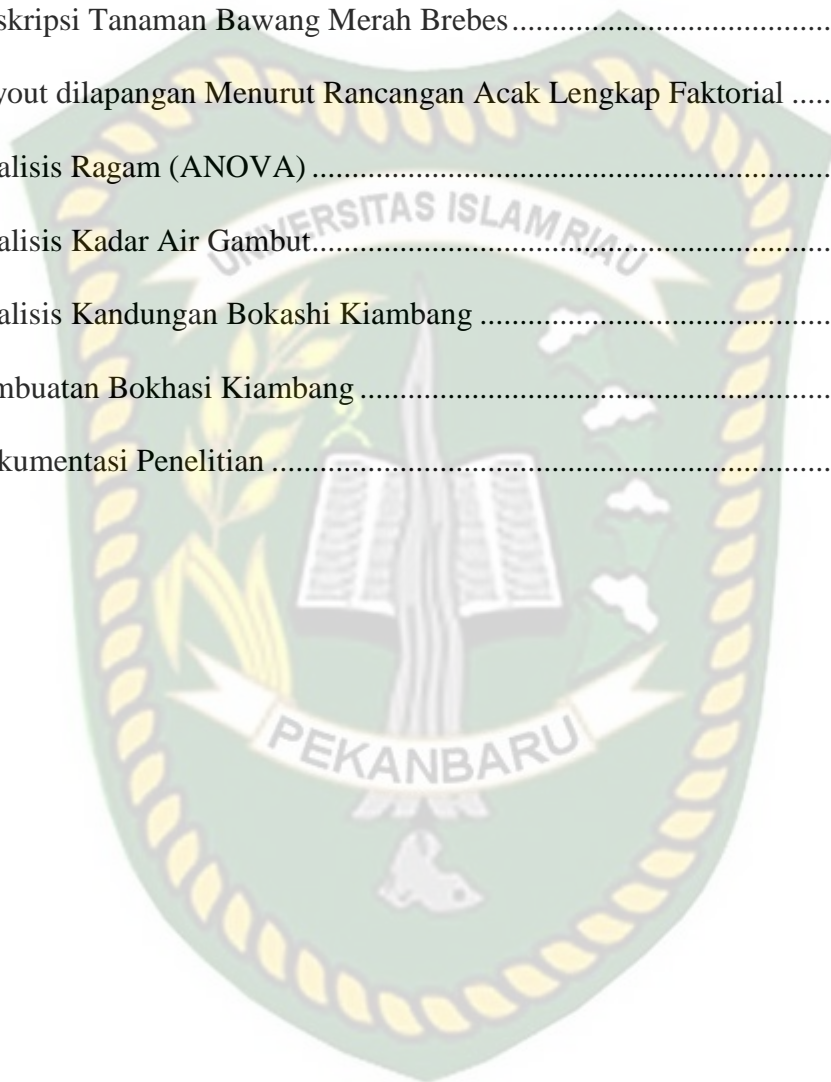 skripsi Tanaman Bawang Merah Brebes....................................
yout dilapangan Menurut Rancangan Acak Lengkap Faktorial .....
alisis Ragam (ANOVA)..............................................................
UNIVERSITAS ISLAM RIAU
alisis Kadar Air Gambut.............................................................
alisis Kandungan Bokashi Kiambang ........................................
mbuatan Bokhasi Kiambang.......................................................
kumentasi Penelitian ..................................................................
PEKANBARU